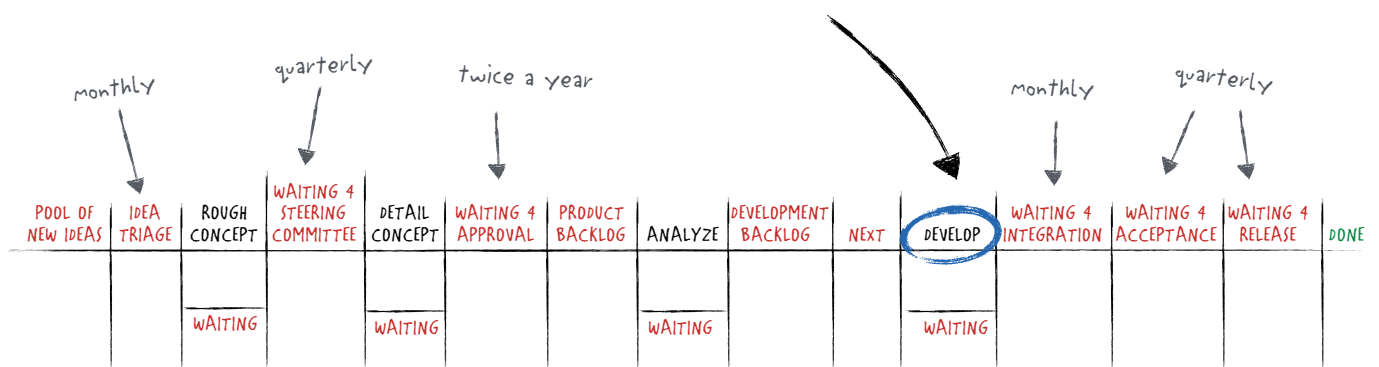 monthly
quarterly
twice a year
monthly
quarterly
POOL OF
NEW IDEAS
IDEA
TRIAGE
ROUGH
CONCEPT
WAITING 4
STEERING
COMMITTEE
DETAIL
CONCEPT
WAITING 4
APPROVAL
PRODUCT
BACKLOG
ANALYZE
DEVELOPMENT
BACKLOG
NEXT
DEVELOP
WAITING 4
INTEGRATION
WAITING 4
ACCEPTANCE
WAITING 4
RELEASE
DONE
WAITING
WAITING
WAITING
WAITING